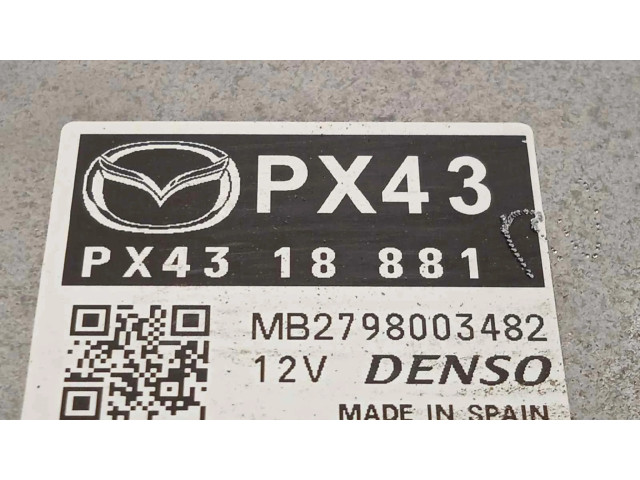 PX43
PX43 18 881
MB2798003482
12V DENSO
MADE IN SPAIN